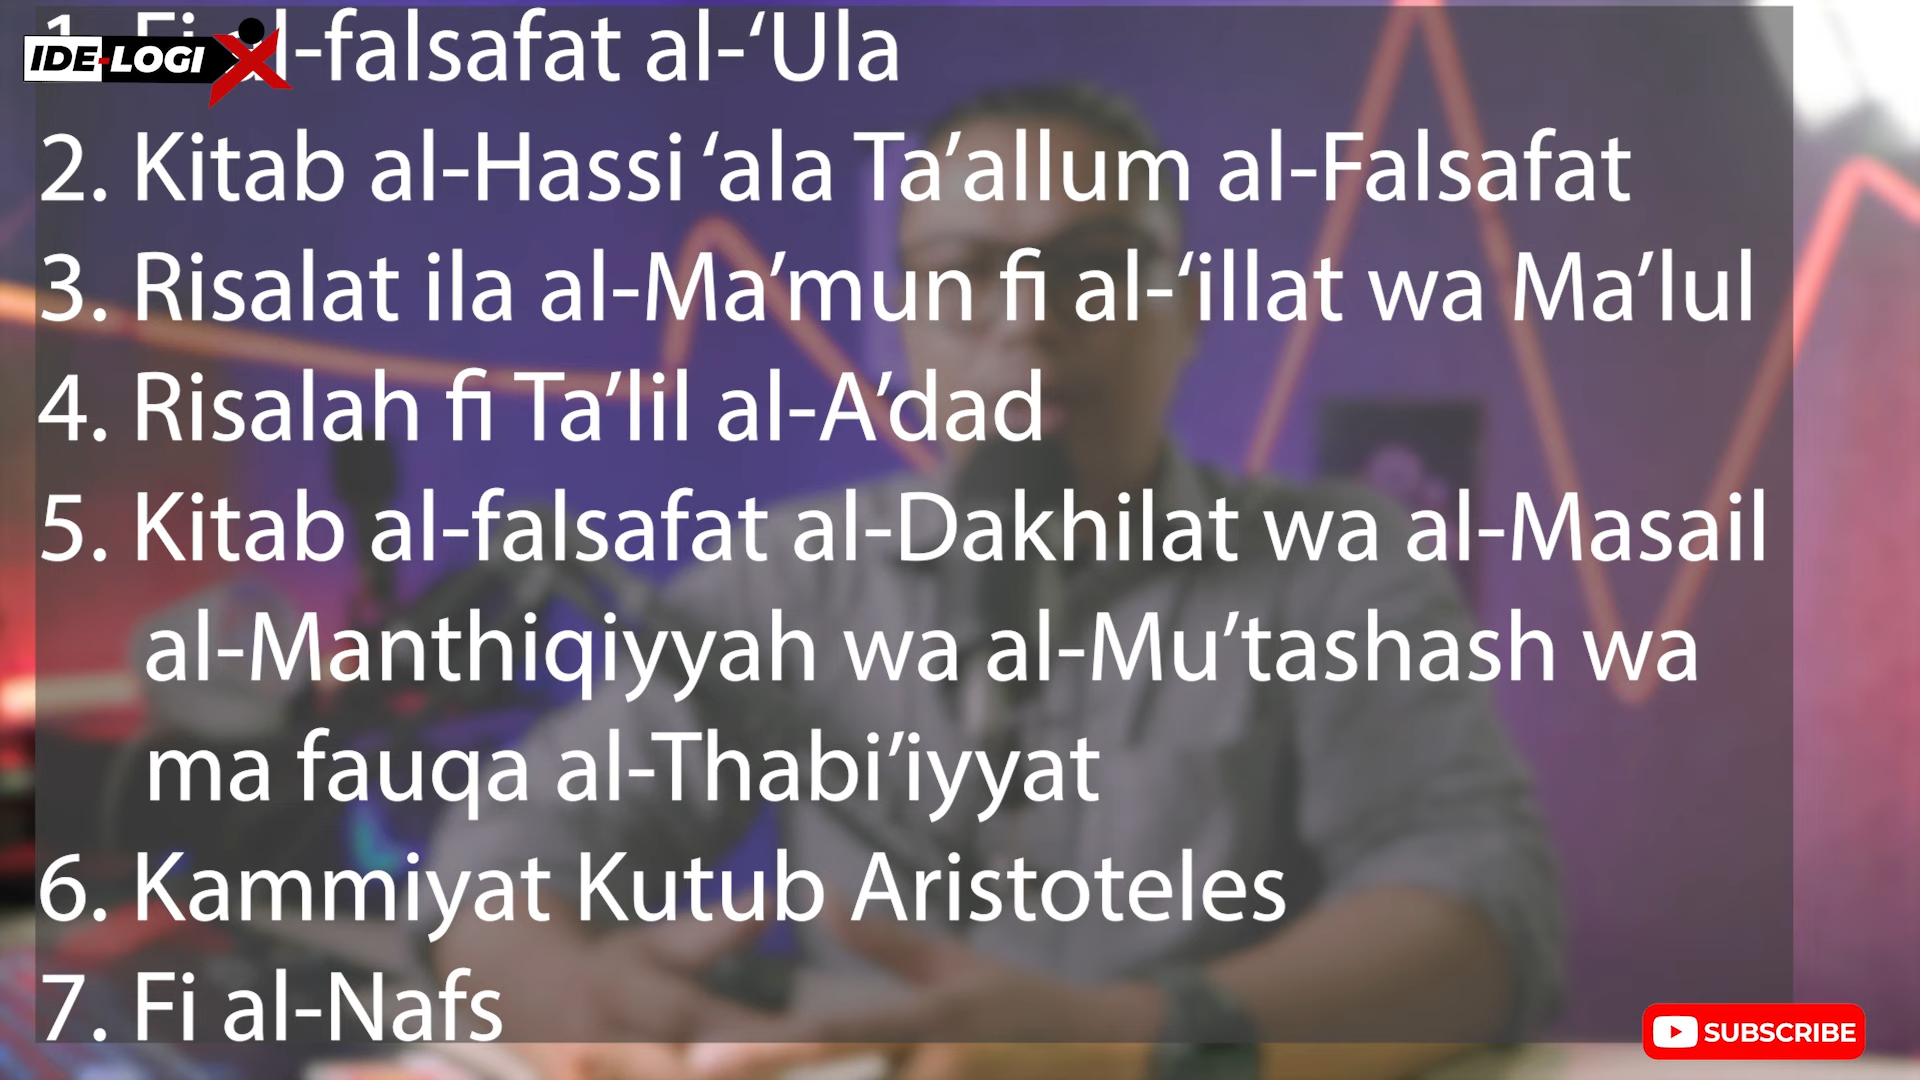 IDE-LOGI X
1. Fi al-falsafat al-‘Ula
2. Kitab al-Hassi ‘ala Ta’allum al-Falsafat
3. Risalat ila al-Ma’mun fi al-‘illat wa Ma’lul
4. Risalah fi Ta’lil al-A’dad
5. Kitab al-falsafat al-Dakhilat wa al-Masail
al-Manthiqiyyah wa al-Mu’tashash wa
ma fauqa al-Thabi’iyyat
6. Kammiyat Kutub Aristoteles
7. Fi al-Nafs
SUBSCRIBE